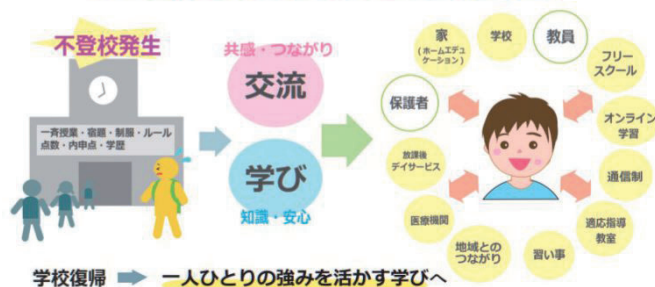 不登校発生
一斉授業・宿題・制服・ルール
点数・内申点・学歴
共感・つながり
交流
学び
知識・安心
家
(ホームエデュ
ケーション)
学校
教員
フリー
スクール
保護者
オンライン
学習
放課後
デイサービス
通信制
医療機関
適応指導
教室
地域との
つながり
習い事
学校復帰 一人ひとりの強みを活かす学びへ